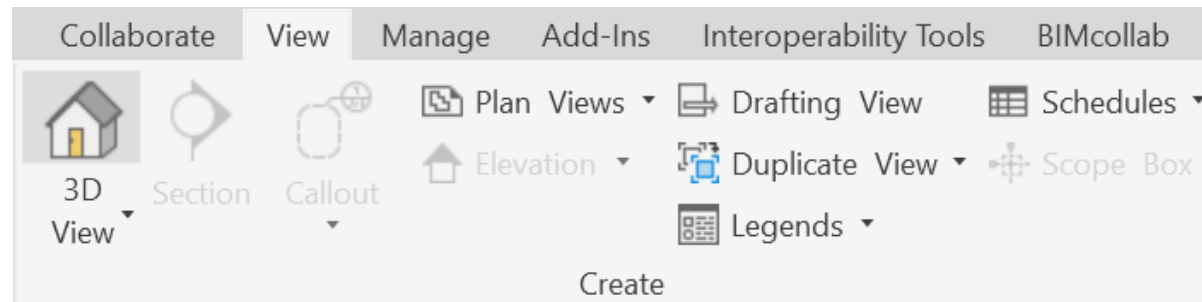 Collaborate View Manage Add-Ins Interoperability Tools BIMcollab
3D View
Section
Callout
Plan Views
Elevation
Drafting View
Duplicate View
Legends
Schedules
Scope Box
Create